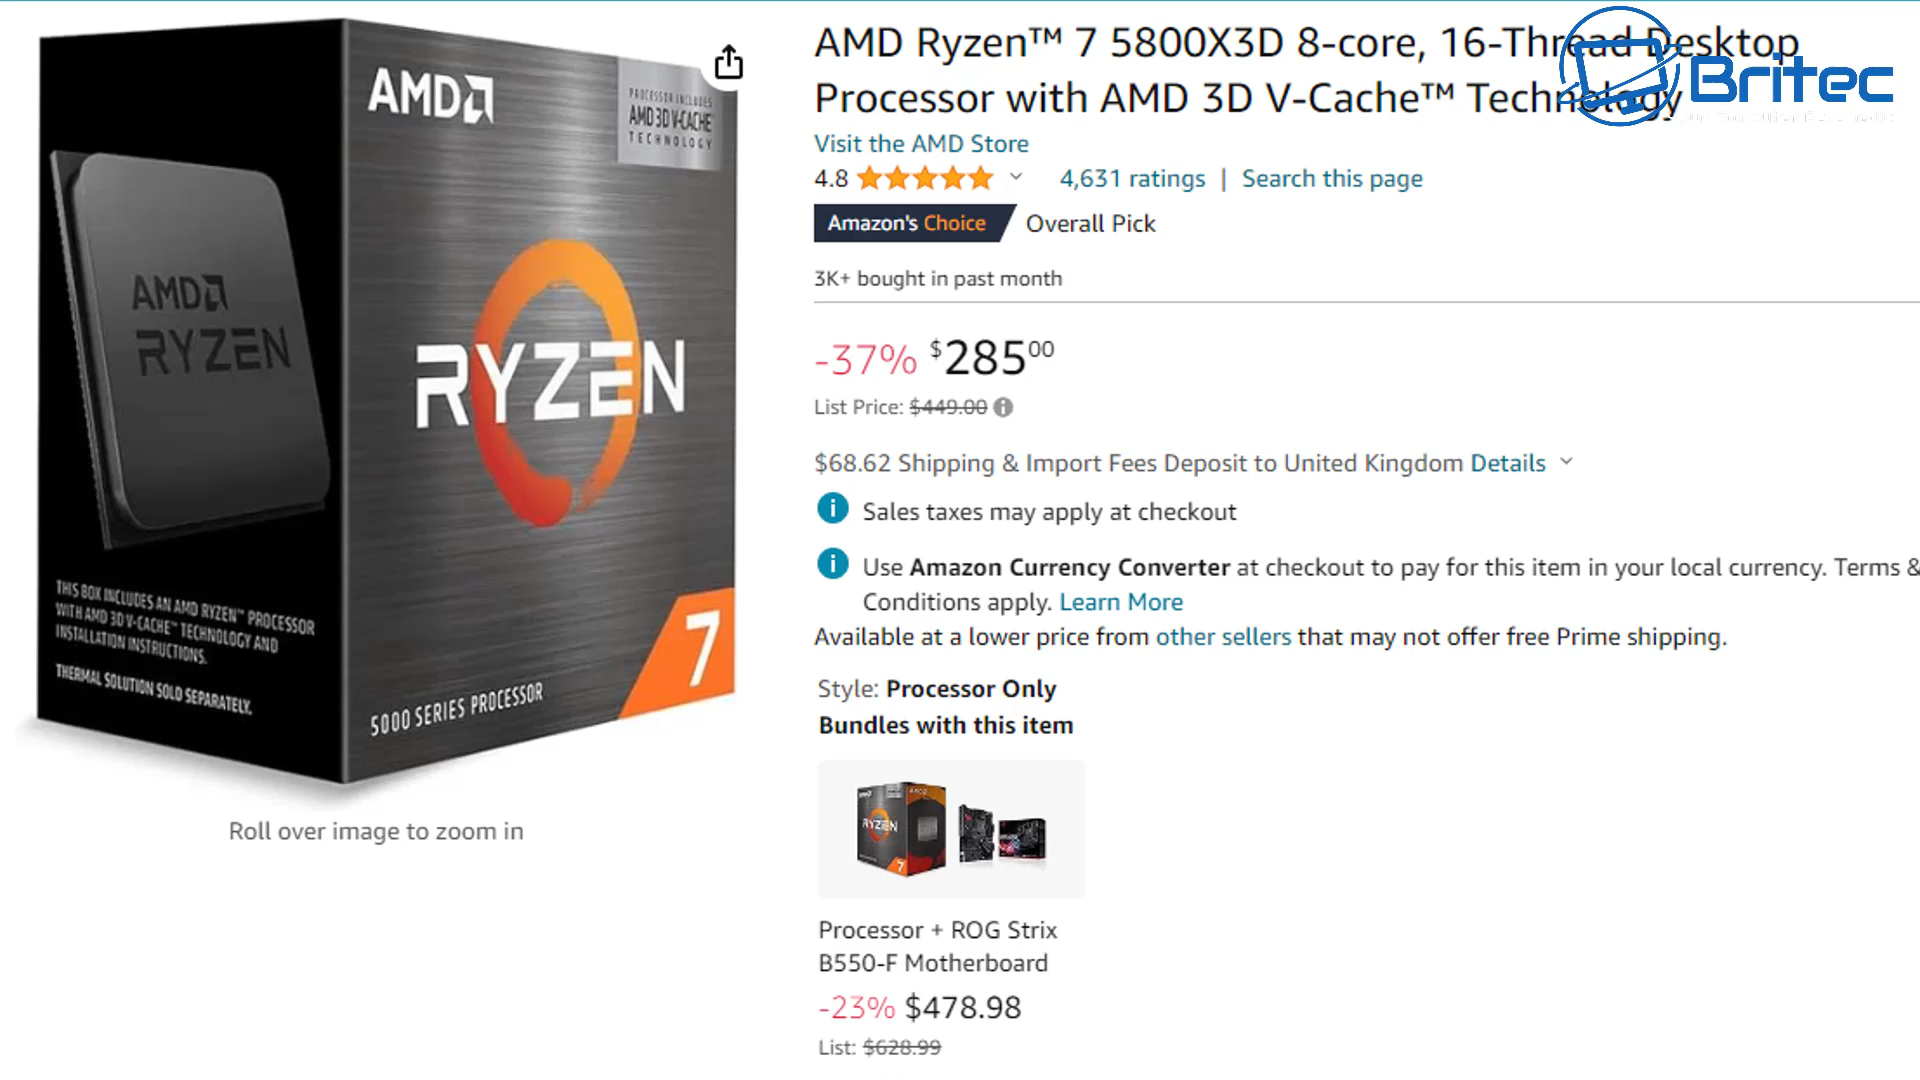 AMD
PROCESSOR INCLUDES
AMD 3D V-CACHE
TECHNOLOGY
AMD
RYZEN
RYZEN
THIS BOX INCLUDES AN AMD RYZEN™ PROCESSOR
WITH AMD 3D V-CACHE™ TECHNOLOGY AND
INSTALLATION INSTRUCTIONS.
THERMAL SOLUTION SOLD SEPARATELY.
5000 SERIES PROCESSOR
7
Roll over image to zoom in
AMD Ryzen™ 7 5800X3D 8-core, 16-Thread Desktop
Processor with AMD 3D V-Cache™ Technology
Britec
Visit the AMD Store
4.8 4,631 ratings | Search this page
Amazon's Choice Overall Pick
3K+ bought in past month
-37% $28500
List Price: $449.00
$68.62 Shipping & Import Fees Deposit to United Kingdom Details
Sales taxes may apply at checkout
Use Amazon Currency Converter at checkout to pay for this item in your local currency. Terms &
Conditions apply. Learn More
Available at a lower price from other sellers that may not offer free Prime shipping.
Style: Processor Only
Bundles with this item
RYZEN
7
Processor + ROG Strix
B550-F Motherboard
-23% $478.98
List: $628.99